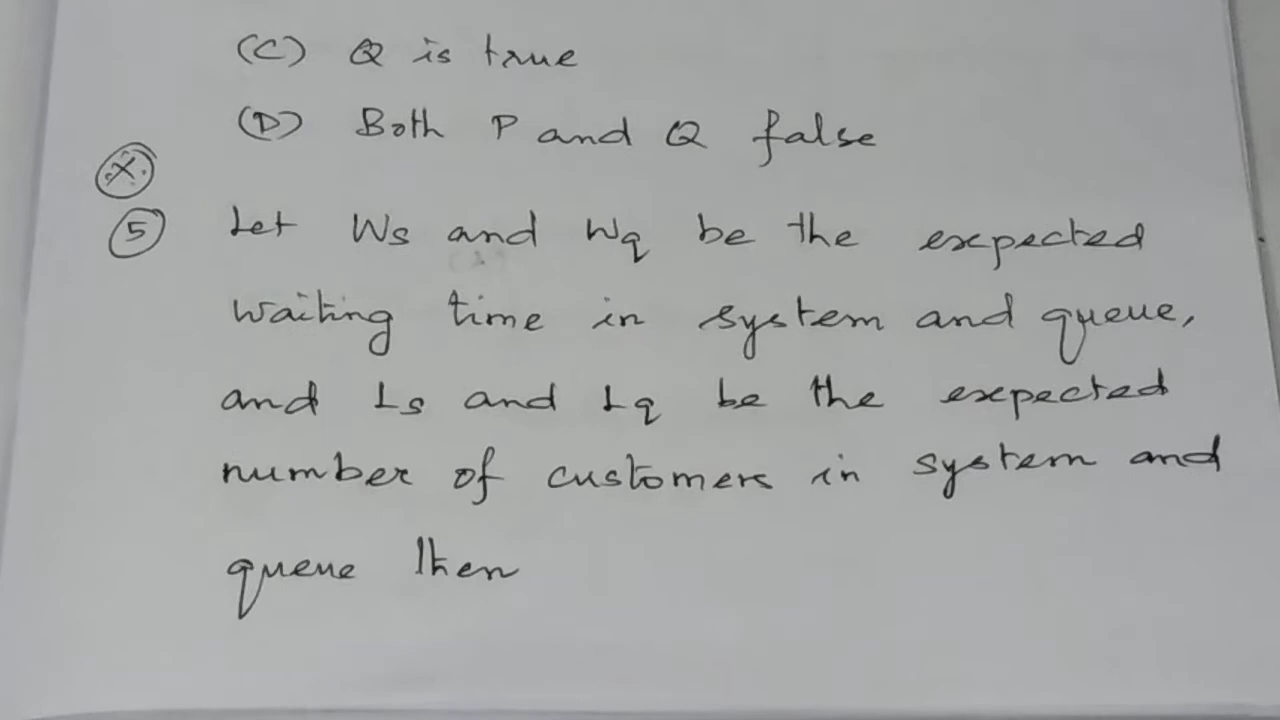 (C) Q is true
(D) Both P and Q false
(X)
(5) Let Ws and Wq be the expected
waiting time in system and queue,
and Ls and Lq be the expected
number of customers in system and
queue then